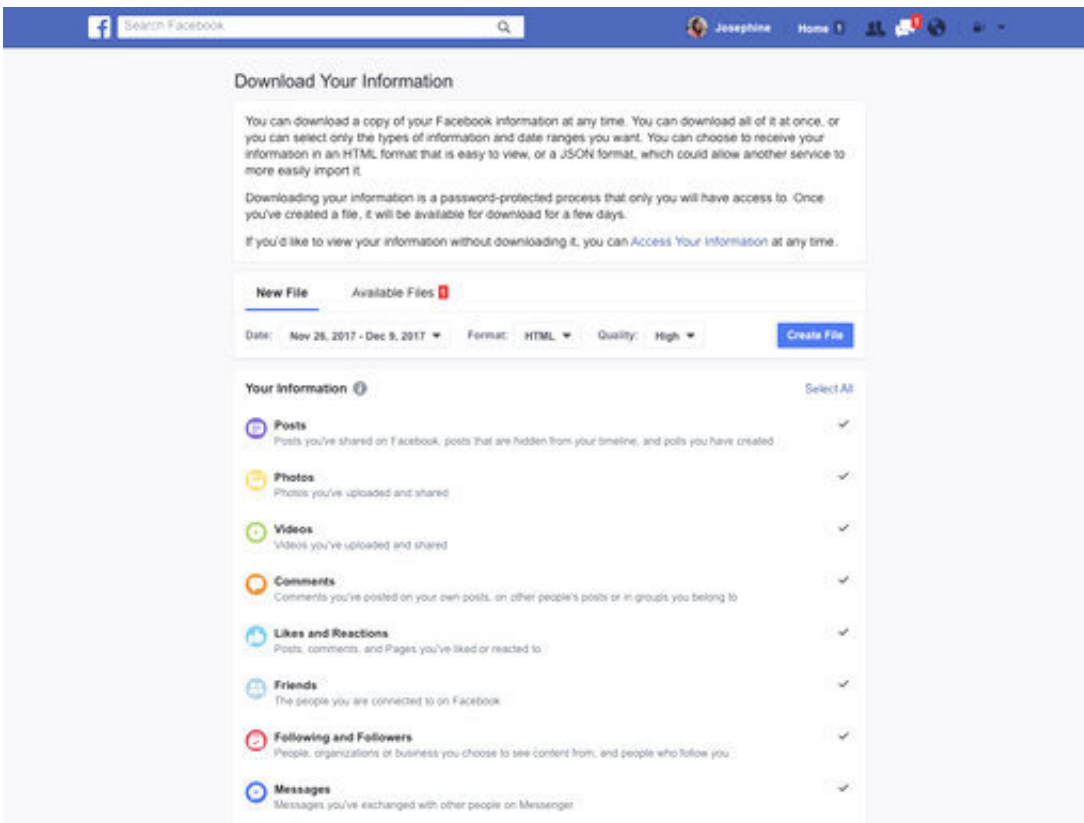 f
Search Facebook
Josephine
Home 1
1
Download Your Information
You can download a copy of your Facebook information at any time. You can download all of it at once, or
you can select only the types of information and date ranges you want. You can choose to receive your
information in an HTML format that is easy to view, or a JSON format, which could allow another service to
more easily import it.
Downloading your information is a password-protected process that only you will have access to. Once
you've created a file, it will be available for download for a few days.
If you'd like to view your information without downloading it, you can Access Your Information at any time.
New File
Available Files 1
Date: Nov 26, 2017 - Dec 9, 2017
Format: HTML
Quality: High
Create File
Your Information i
Select All
Posts
Posts you've shared on Facebook, posts that are hidden from your timeline, and polls you have created
Photos
Photos you've uploaded and shared
Videos
Videos you've uploaded and shared
Comments
Comments you've posted on your own posts, on other people's posts or in groups you belong to
Likes and Reactions
Posts, comments, and Pages you've liked or reacted to
Friends
The people you are connected to on Facebook
Following and Followers
People, organizations or business you choose to see content from, and people who follow you
Messages
Messages you've exchanged with other people on Messenger